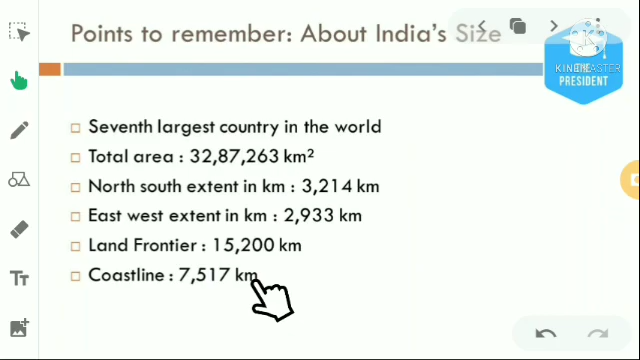 Points to remember: About India's Size
KINEMASTER
THE
PRESIDENT
Seventh largest country in the world
Total area : 32,87,263 km²
North south extent in km : 3,214 km
East west extent in km : 2,933 km
Land Frontier : 15,200 km
Coastline : 7,517 km
TT